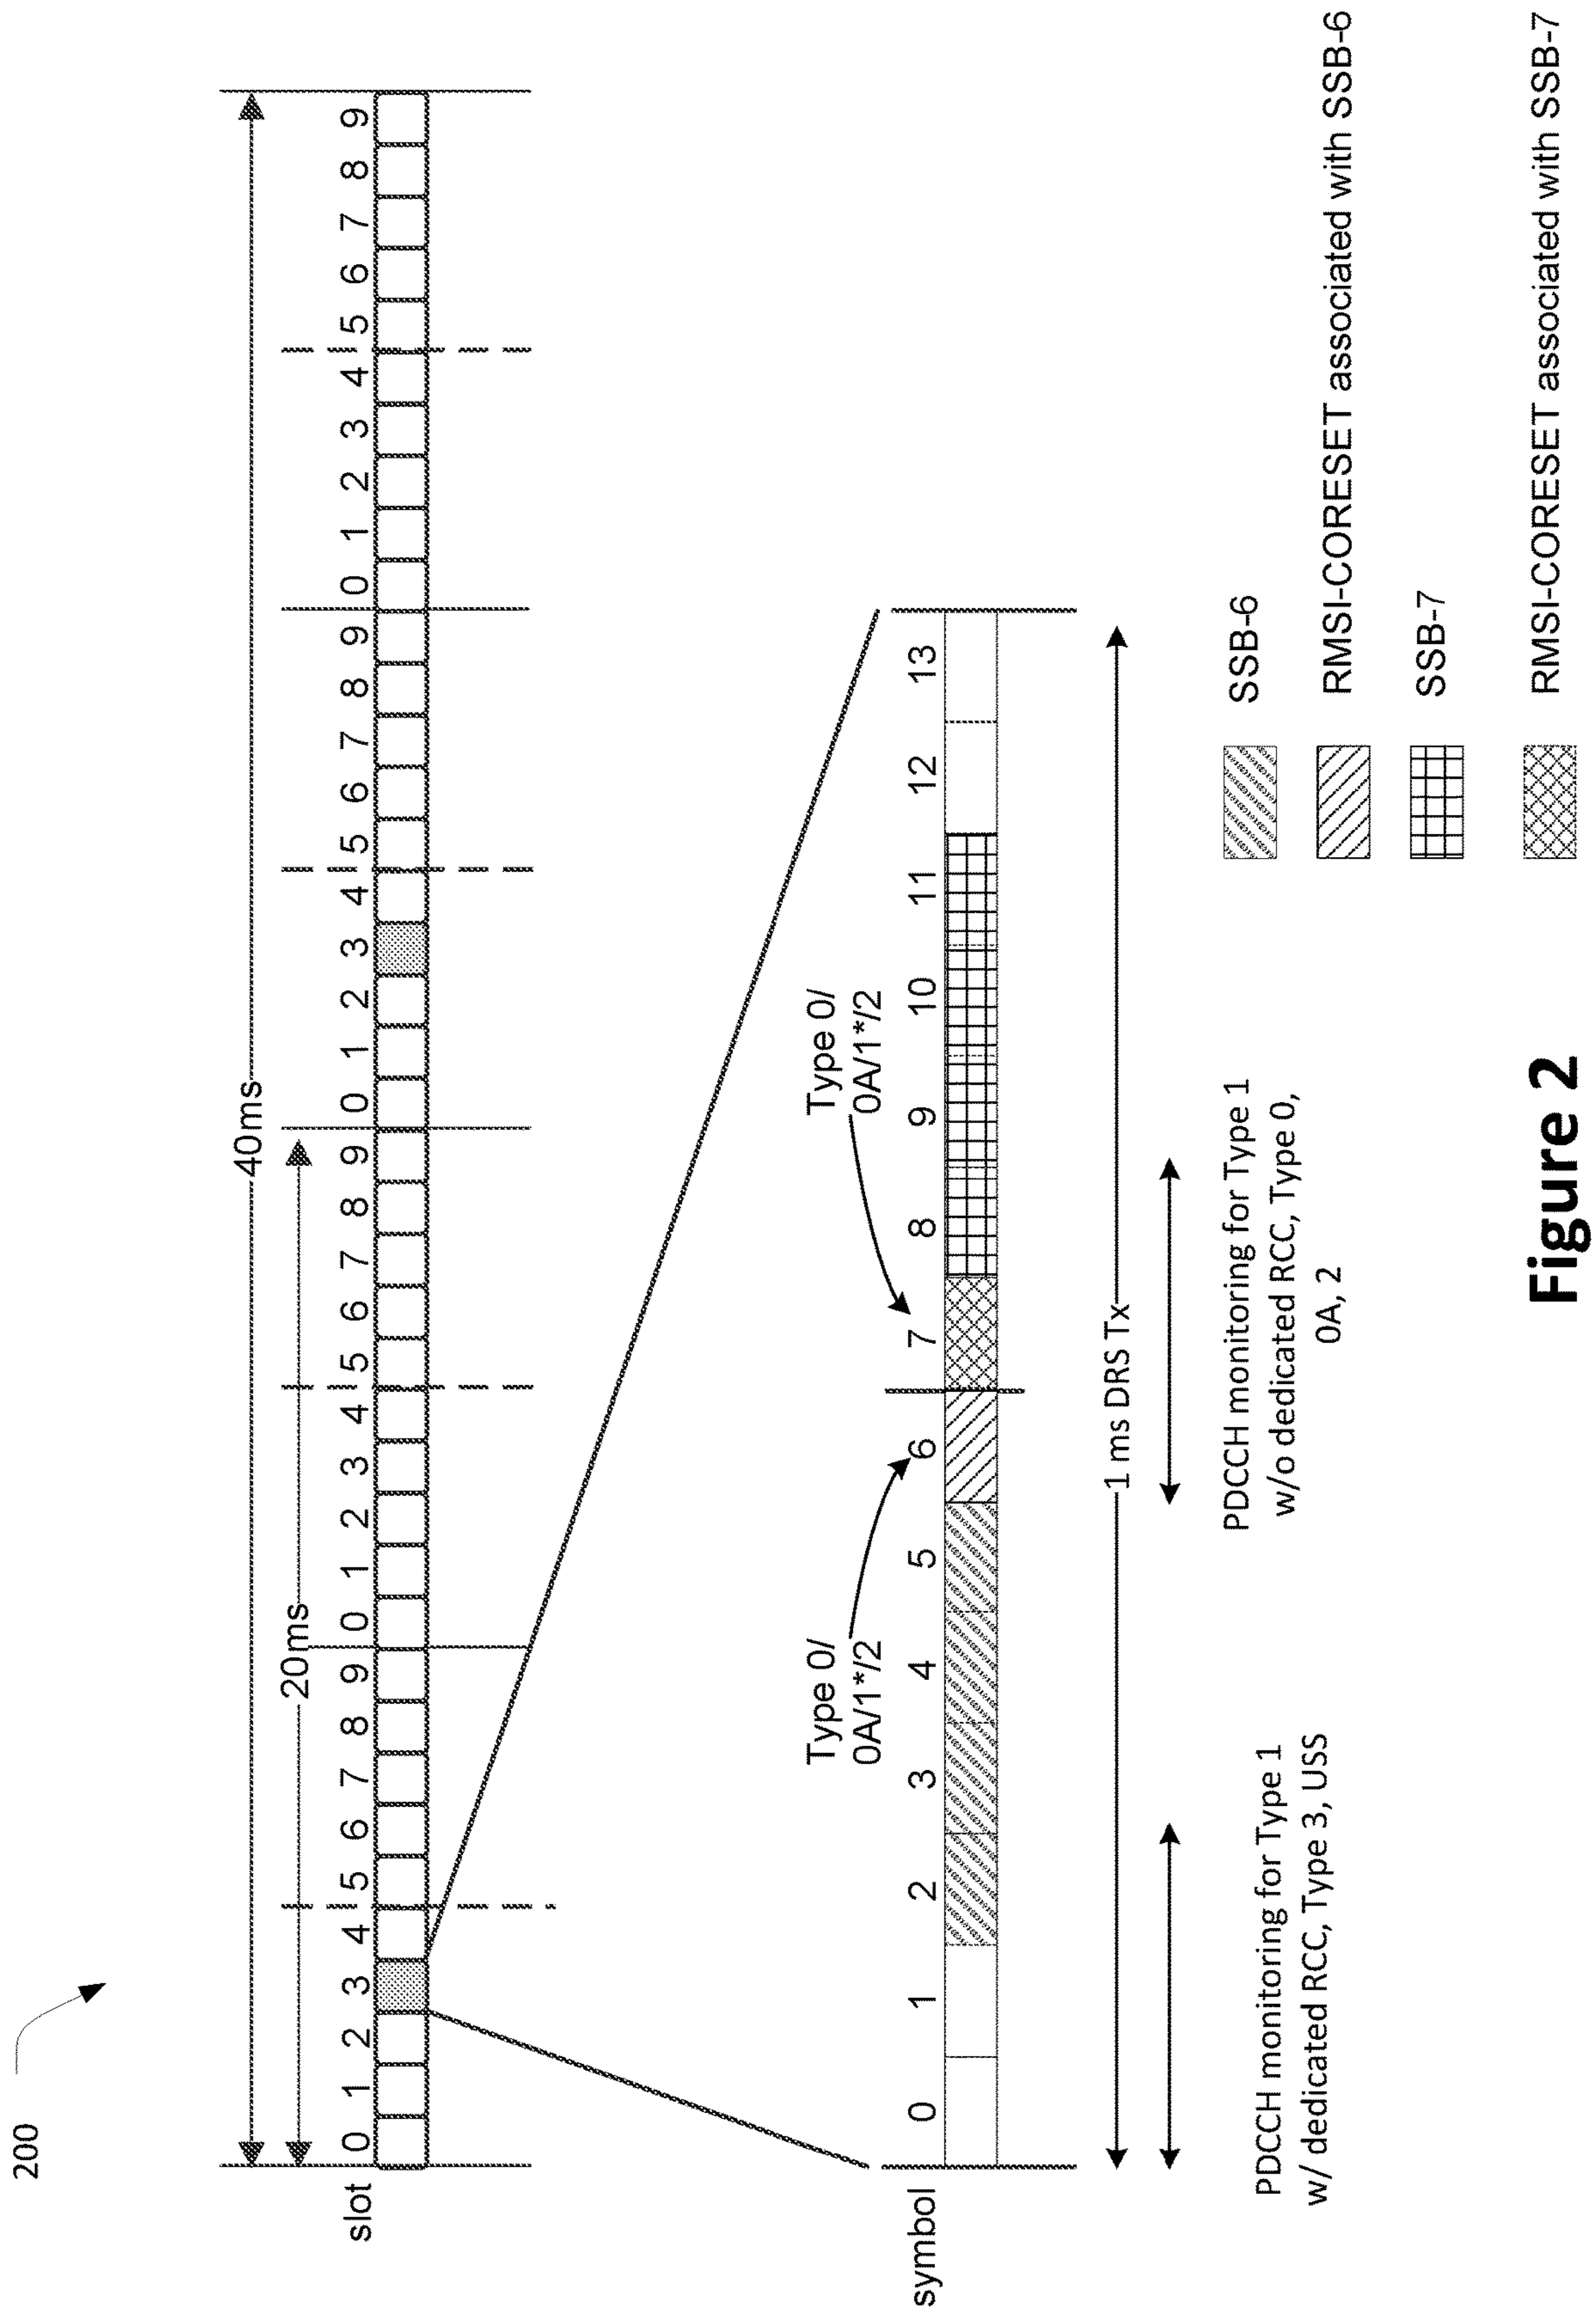 200
40ms
20ms
slot 0 1 2 3 4 5 6 7 8 9 0 1 2 3 4 5 6 7 8 9 0 1 2 3 4 5 6 7 8 9 0 1 2 3 4 5 6 7 8 9
Type 0/
0A/1*/2
Type 0/
0A/1*/2
symbol 0 1 2 3 4 5 6 7 8 9 10 11 12 13
1 ms DRS Tx
PDCCH monitoring for Type 1
w/ dedicated RCC, Type 3, USS
PDCCH monitoring for Type 1
w/o dedicated RCC, Type 0,
0A, 2
SSB-6
RMSI-CORESET associated with SSB-6
SSB-7
RMSI-CORESET associated with SSB-7
Figure 2